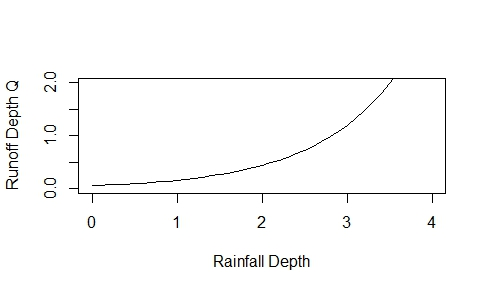 Runoff Depth Q
2.0
1.0
0.0
0 1 2 3 4
Rainfall Depth